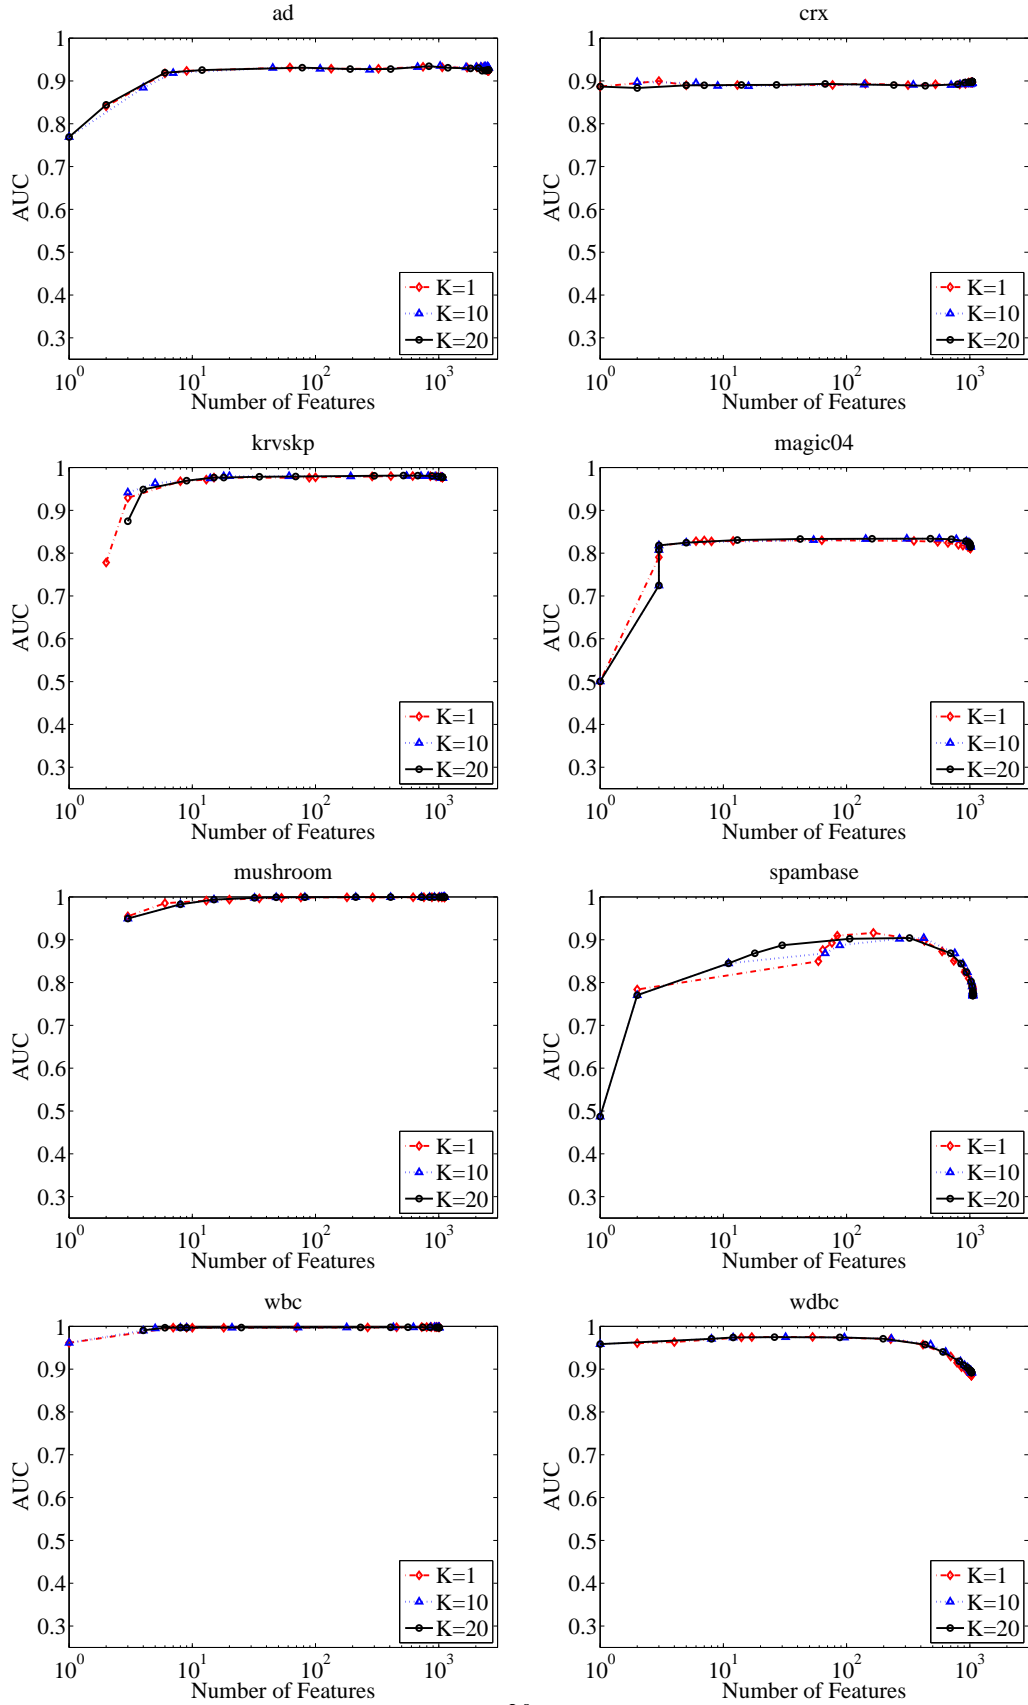 ad
1
0.9
0.8
0.7
0.6
0.5
0.4
0.3
AUC
K=1
K=10
K=20
10^0 10^1 10^2 10^3
Number of Features
crx
1
0.9
0.8
0.7
0.6
0.5
0.4
0.3
AUC
K=1
K=10
K=20
10^0 10^1 10^2 10^3
Number of Features
krvskp
1
0.9
0.8
0.7
0.6
0.5
0.4
0.3
AUC
K=1
K=10
K=20
10^0 10^1 10^2 10^3
Number of Features
magic04
1
0.9
0.8
0.7
0.6
0.5
0.4
0.3
AUC
K=1
K=10
K=20
10^0 10^1 10^2 10^3
Number of Features
mushroom
1
0.9
0.8
0.7
0.6
0.5
0.4
0.3
AUC
K=1
K=10
K=20
10^0 10^1 10^2 10^3
Number of Features
spambase
1
0.9
0.8
0.7
0.6
0.5
0.4
0.3
AUC
K=1
K=10
K=20
10^0 10^1 10^2 10^3
Number of Features
wbc
1
0.9
0.8
0.7
0.6
0.5
0.4
0.3
AUC
K=1
K=10
K=20
10^0 10^1 10^2 10^3
Number of Features
wdbc
1
0.9
0.8
0.7
0.6
0.5
0.4
0.3
AUC
K=1
K=10
K=20
10^0 10^1 10^2 10^3
Number of Features